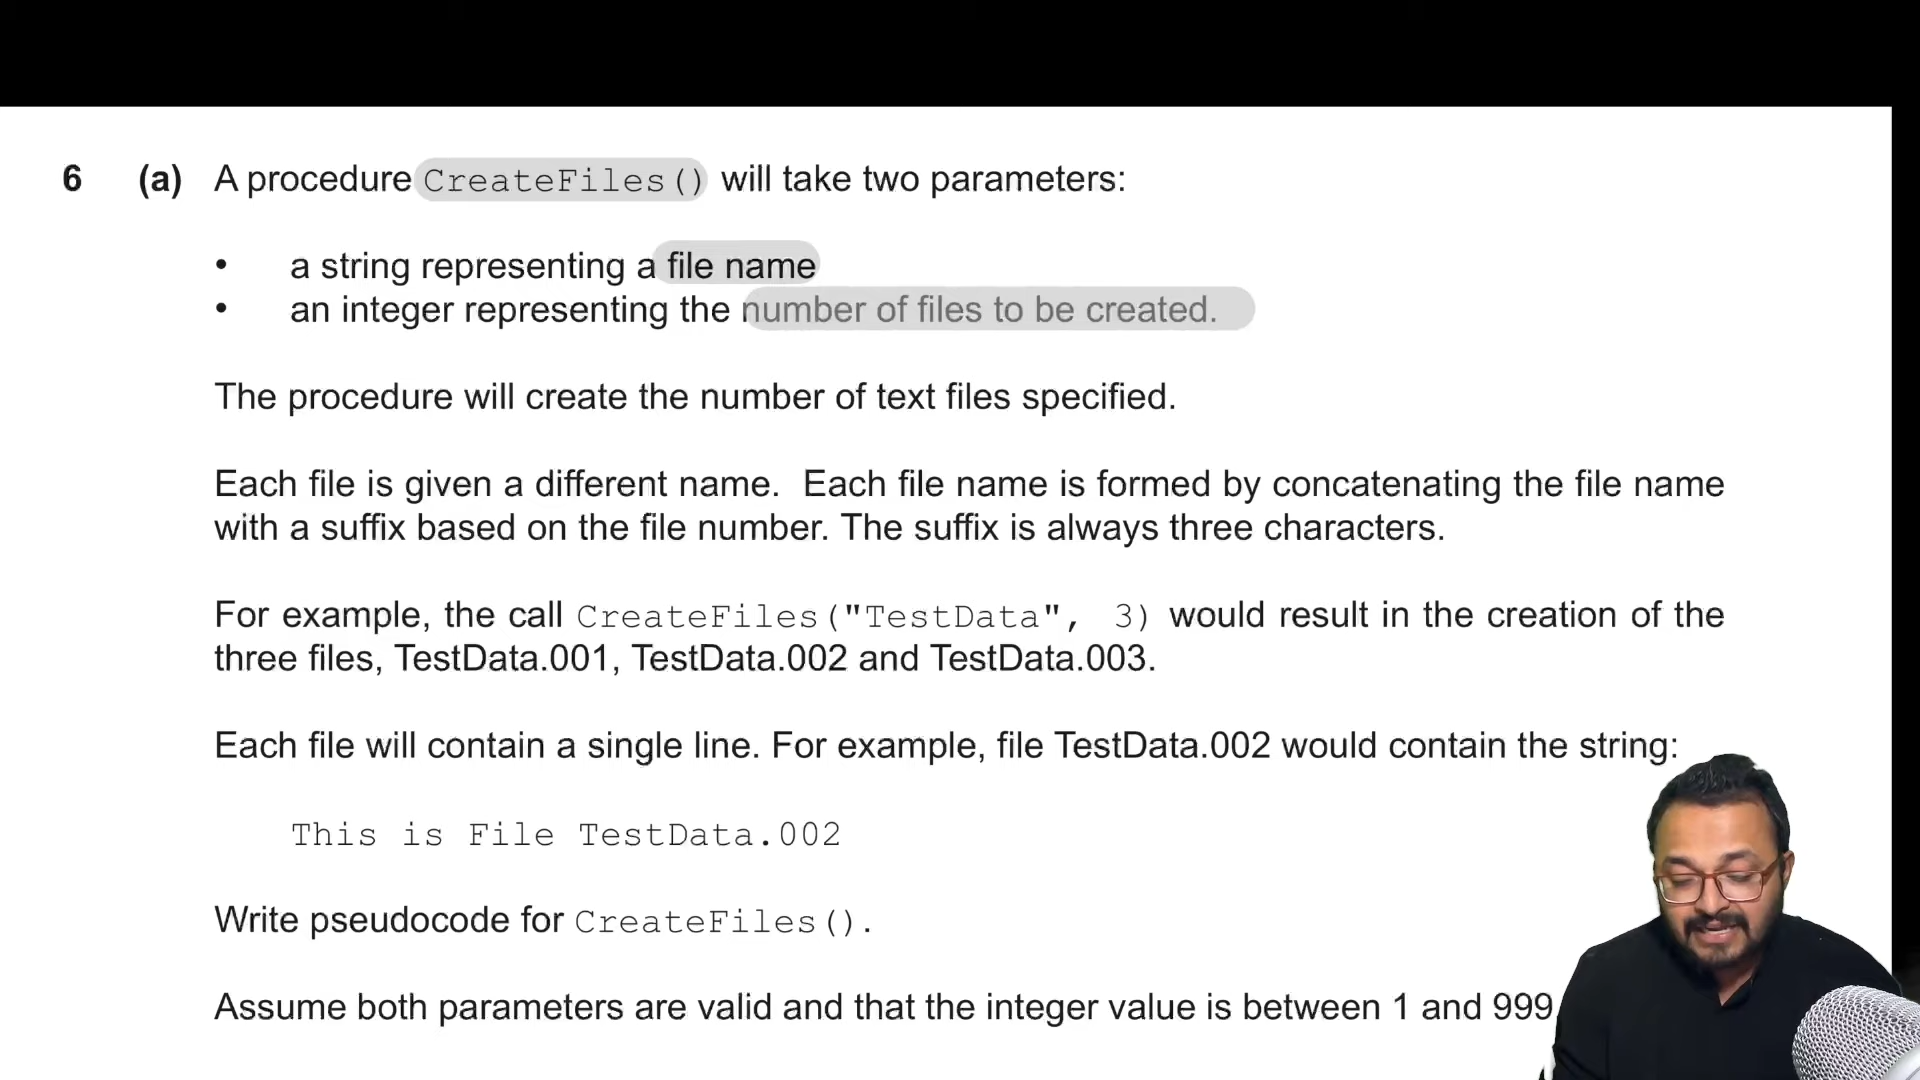 6 (a) A procedure CreateFiles() will take two parameters:
• a string representing a file name
• an integer representing the number of files to be created.
The procedure will create the number of text files specified.
Each file is given a different name. Each file name is formed by concatenating the file name
with a suffix based on the file number. The suffix is always three characters.
For example, the call CreateFiles("TestData", 3) would result in the creation of the
three files, TestData.001, TestData.002 and TestData.003.
Each file will contain a single line. For example, file TestData.002 would contain the string:
This is File TestData.002
Write pseudocode for CreateFiles().
Assume both parameters are valid and that the integer value is between 1 and 999